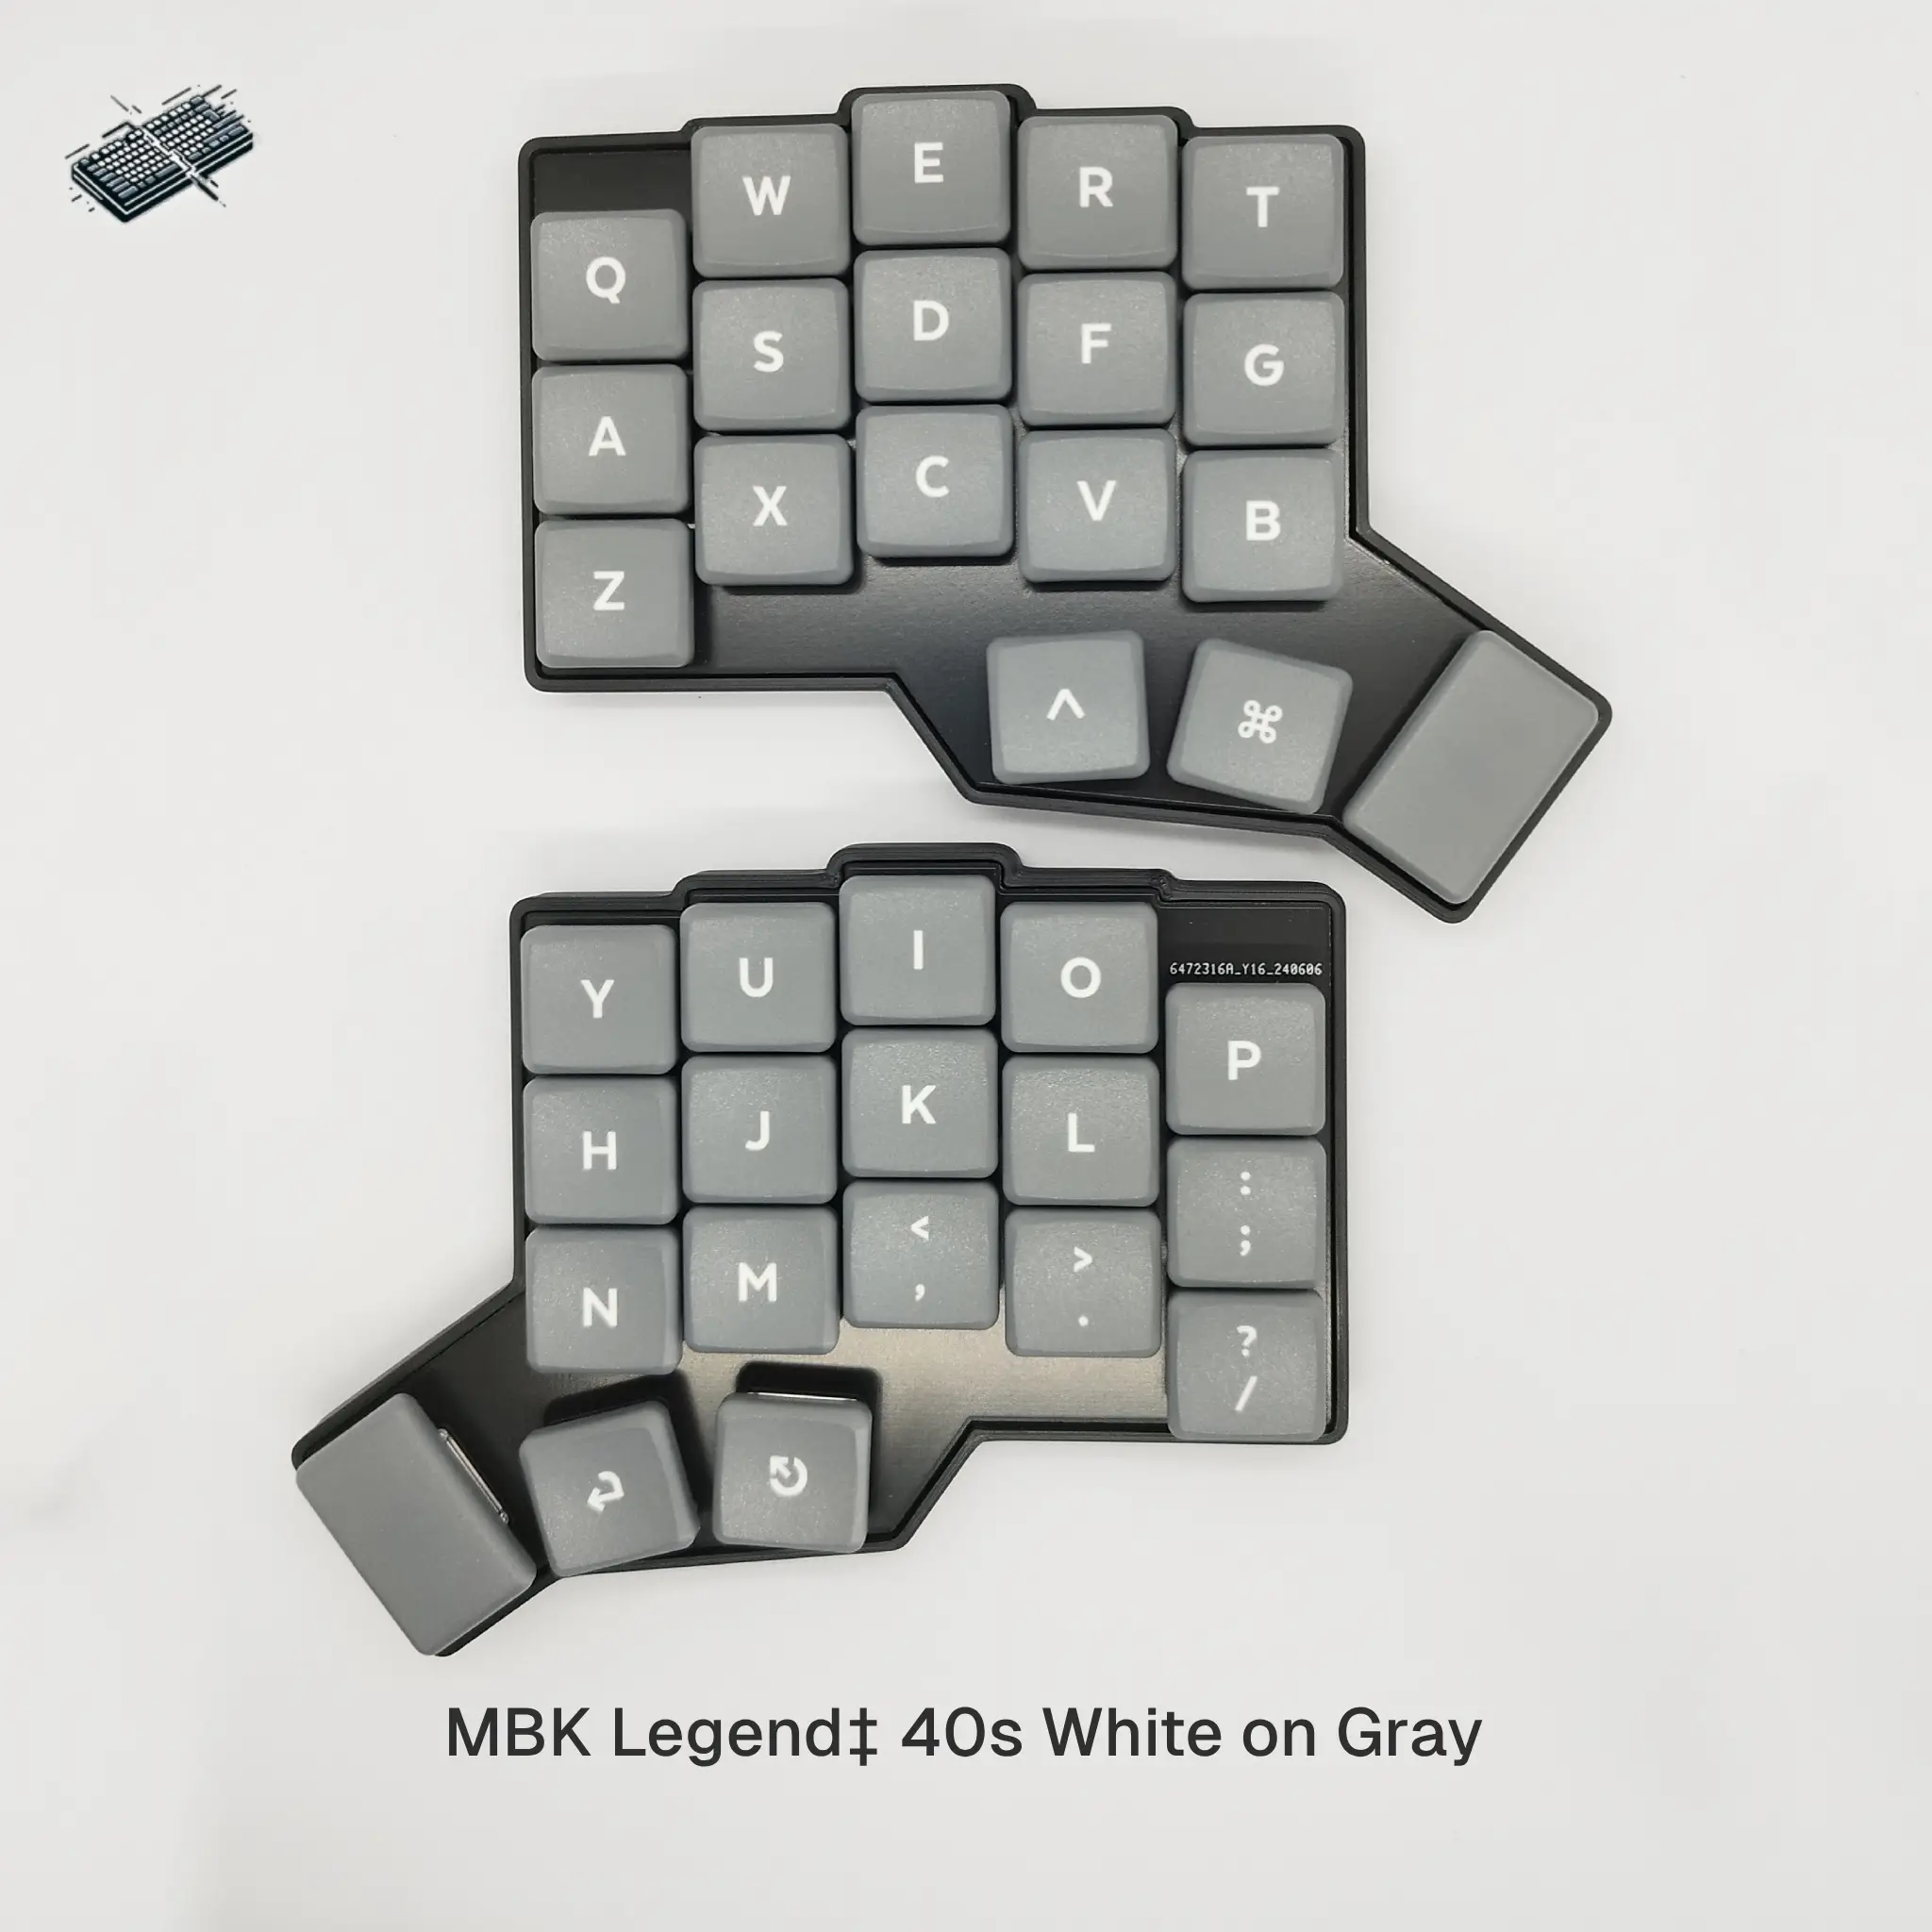 E
W R
T
Q
D
S F
G
A
C
X V
B
Z
^ ⌘
I
U O
Y
6472316A_Y16_240606
P
K
J L
H
:
;
<
,
M
>
.
N
?
/
MBK Legend‡ 40s White on Gray